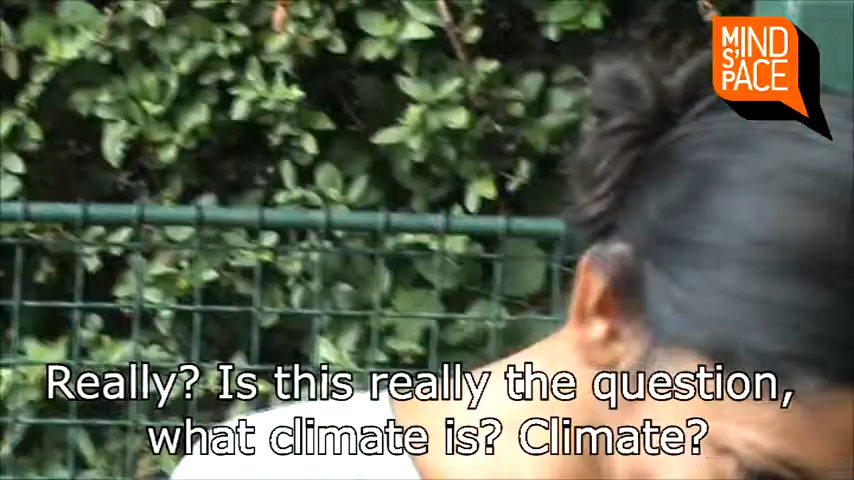 MIND
S'
PACE
Really? Is this really the question,
what climate is? Climate?